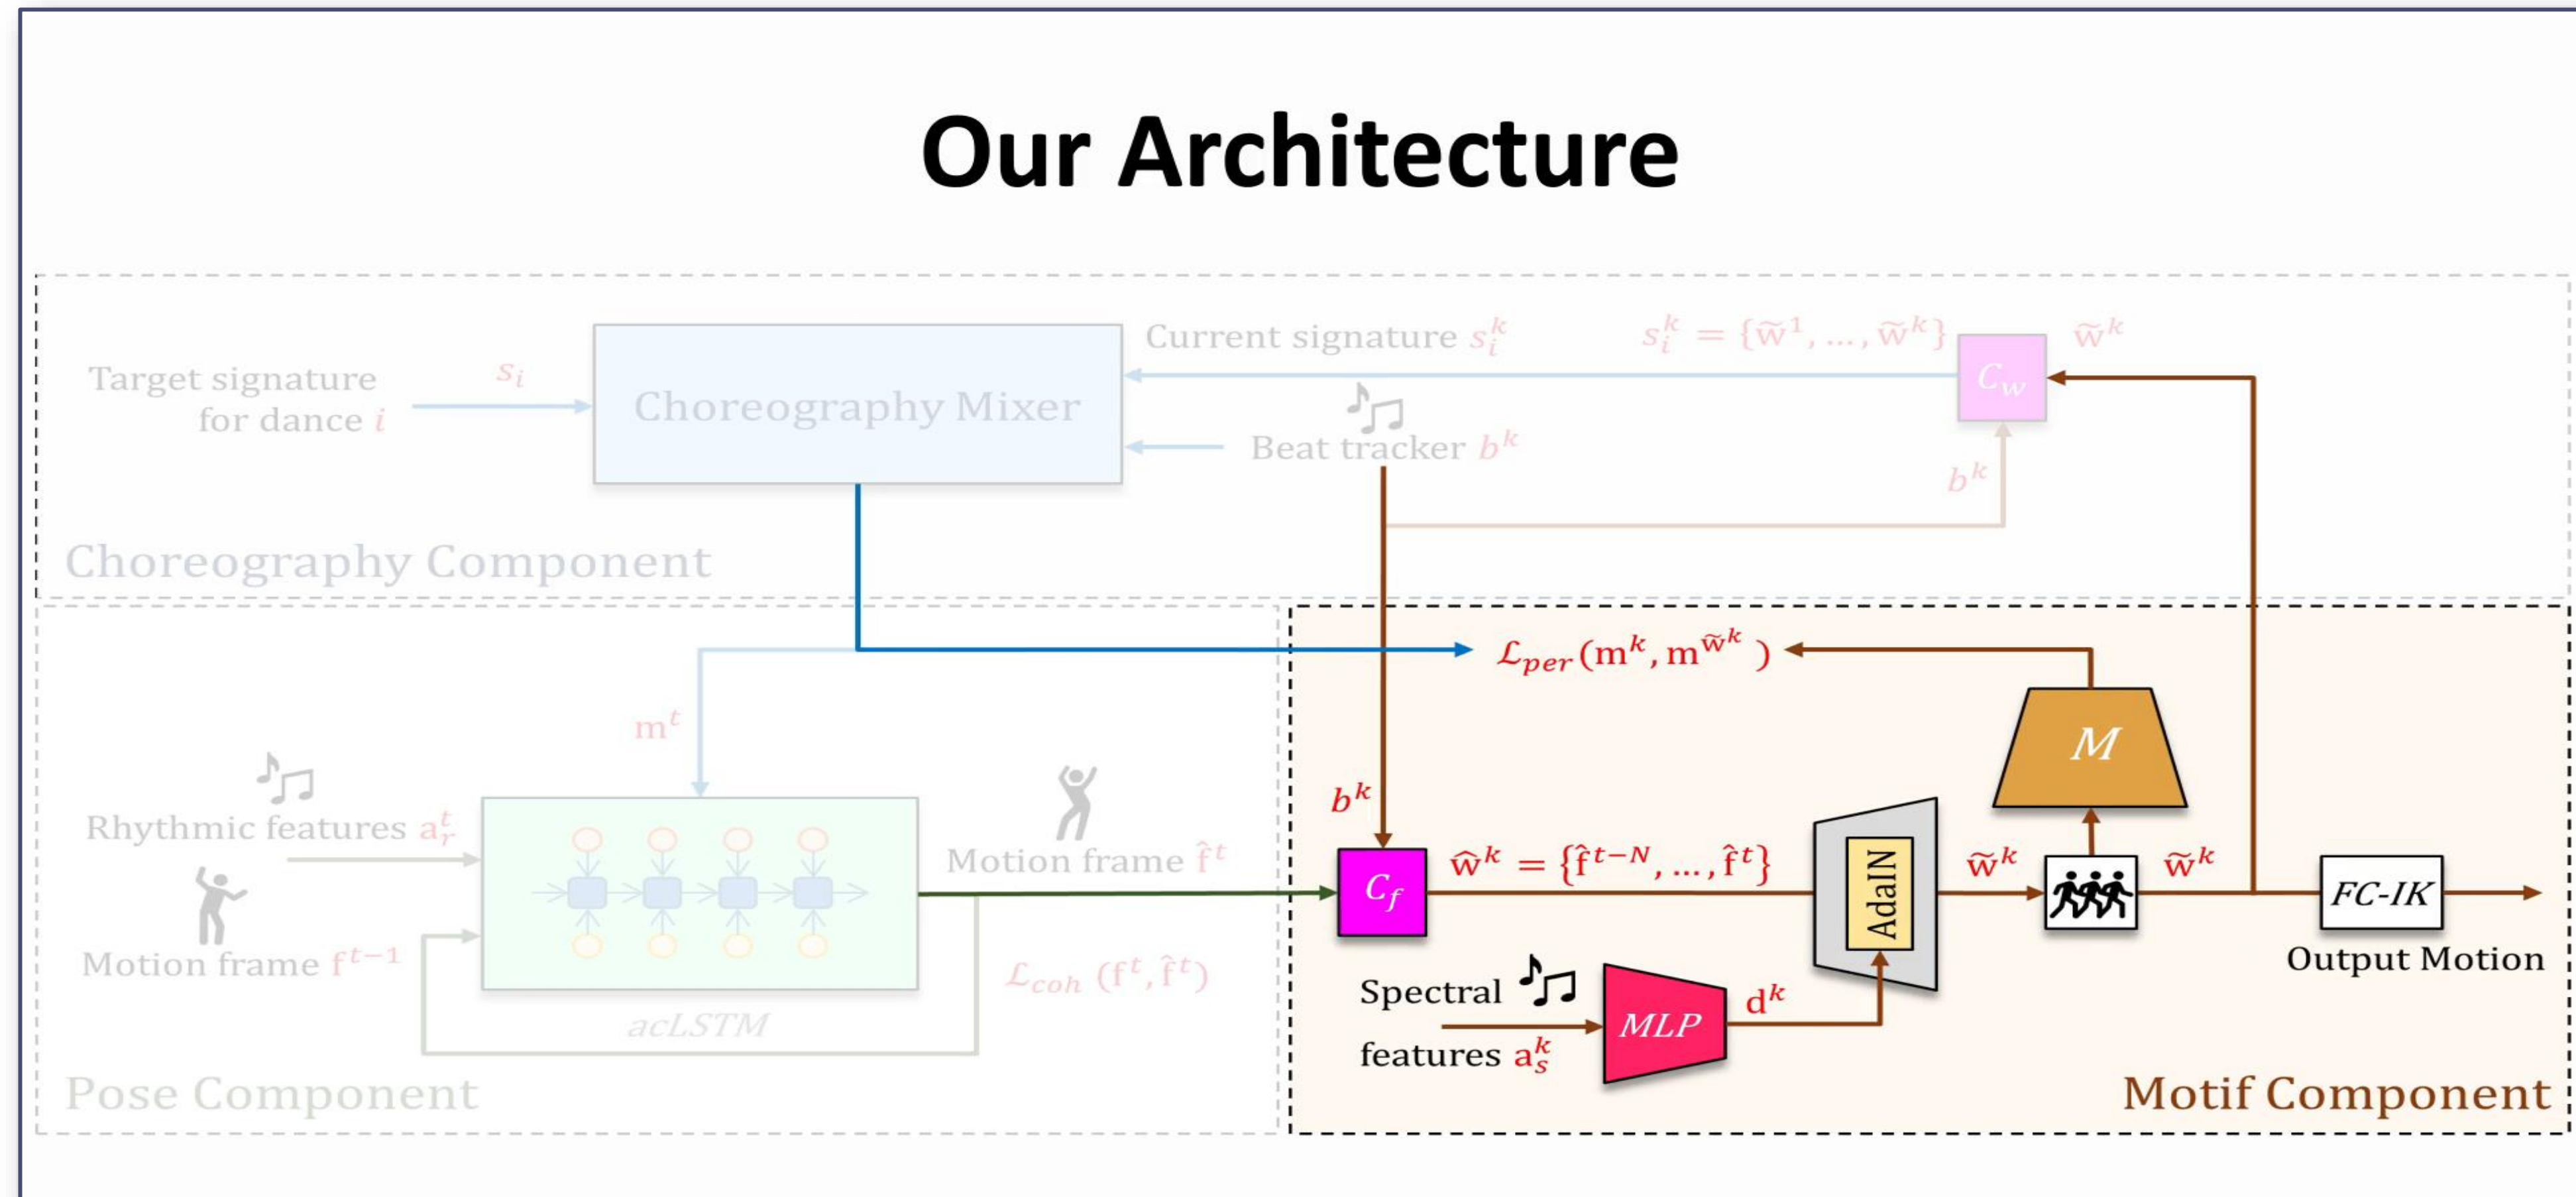 Our Architecture
Target signature
for dance i
s_i
Choreography Mixer
Current signature s_i^k
s_i^k = {w̃^1, ..., w̃^k}
C_w
w̃^k
Beat tracker b^k
b^k
Choreography Component
m^t
Rhythmic features a_r^t
Motion frame f^{t-1}
Motion frame f̂^t
acLSTM
ℒ_coh (f^t, f̂^t)
Pose Component
ℒ_per(m^k, m^{w̃^k})
M
b^k
C_f
ŵ^k = {f̂^{t-N}, ..., f̂^t}
AdaIN
w̃^k
w̃^k
FC-IK
Output Motion
Spectral
features a_s^k
MLP
d^k
Motif Component